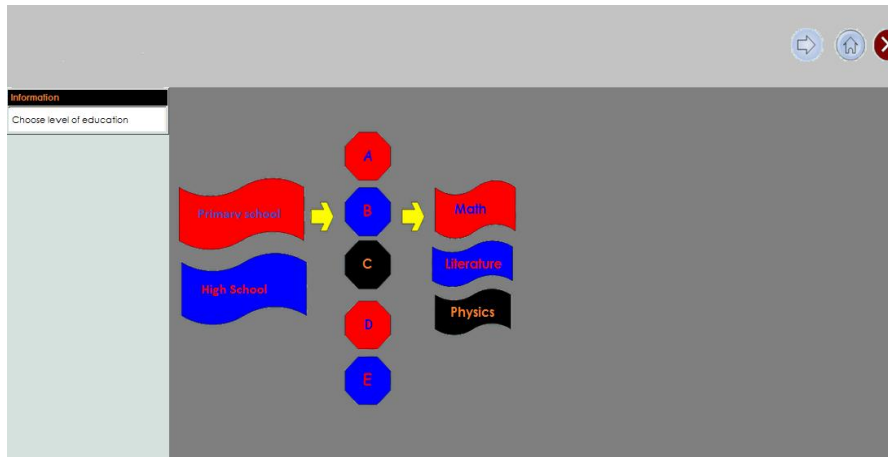 Information
Choose level of education
Primary school
High School
A
B
C
D
E
Math
Literature
Physics